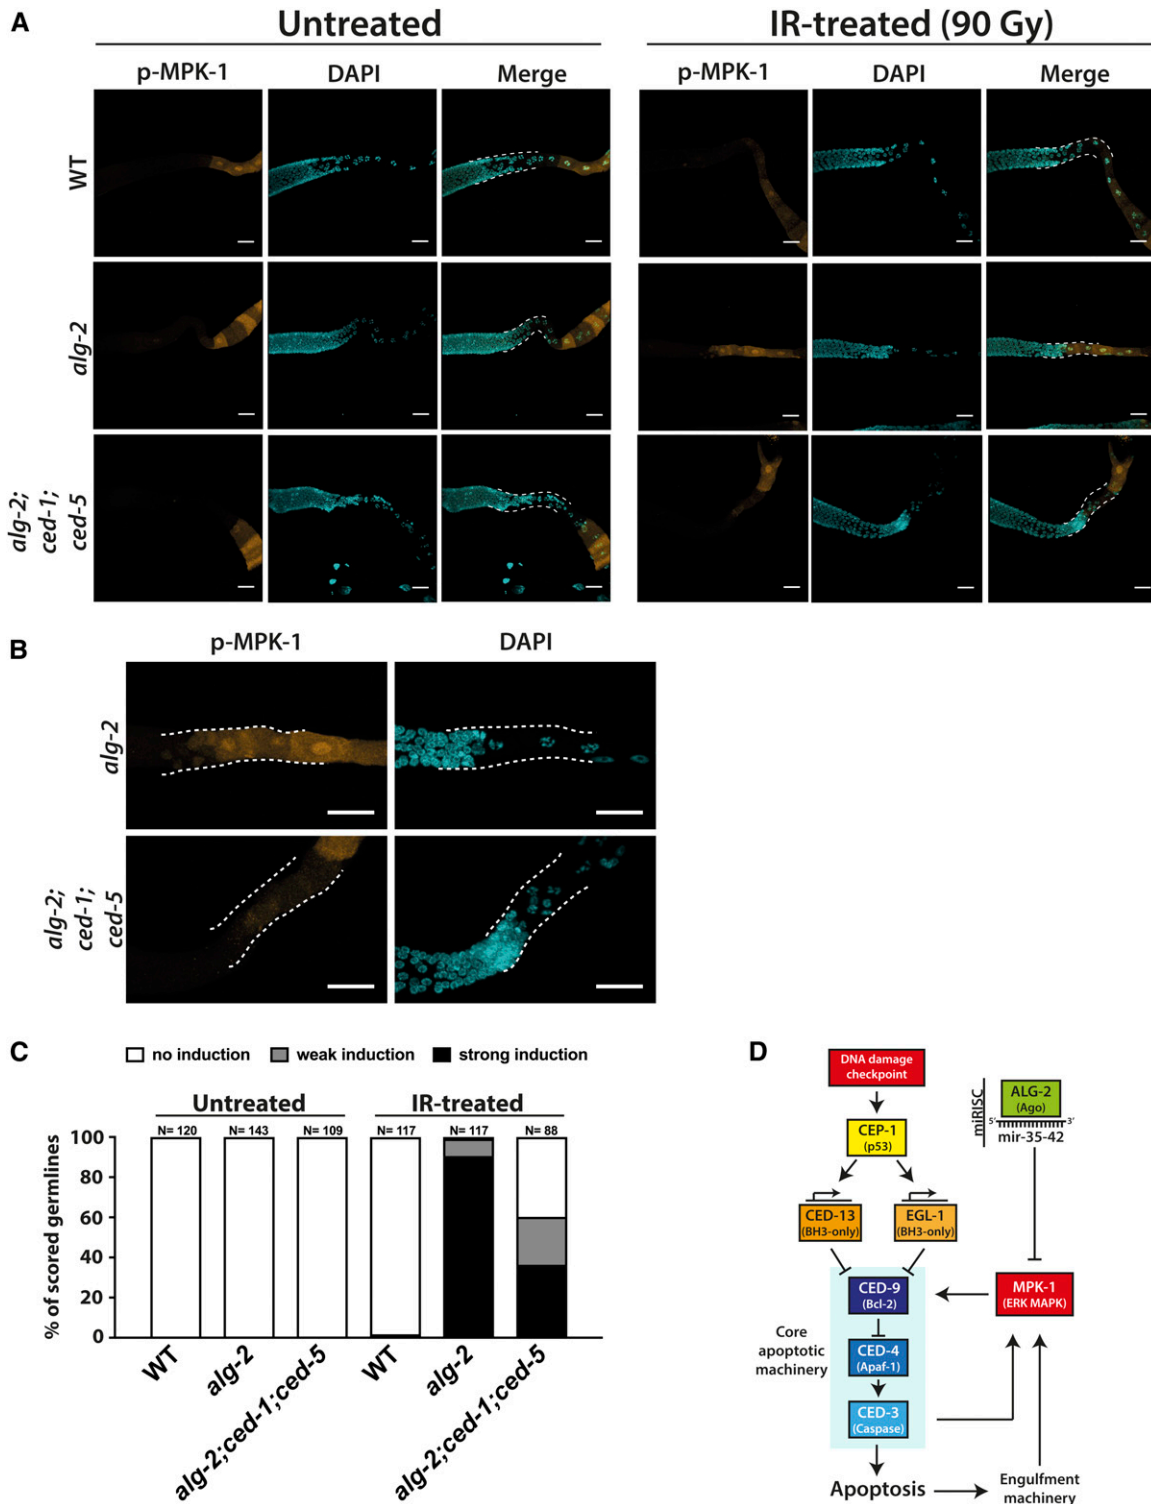 A
Untreated
IR-treated (90 Gy)
p-MPK-1
DAPI
Merge
p-MPK-1
DAPI
Merge
WT
alg-2
alg-2;
ced-1;
ced-5
B
p-MPK-1
DAPI
alg-2
alg-2;
ced-1;
ced-5
C
no induction
weak induction
strong induction
Untreated
IR-treated
N= 120
N= 143
N= 109
N= 117
N= 117
N= 88
% of scored germlines
100
80
60
40
20
0
WT
alg-2
alg-2;ced-1;ced-5
WT
alg-2
alg-2;ced-1;ced-5
D
DNA damage
checkpoint
CEP-1
(p53)
CED-13
(BH3-only)
EGL-1
(BH3-only)
CED-9
(Bcl-2)
CED-4
(Apaf-1)
CED-3
(Caspase)
Core
apoptotic
machinery
Apoptosis
miRISC
ALG-2
(Ago)
5′
3′
mir-35-42
MPK-1
(ERK MAPK)
Engulfment
machinery